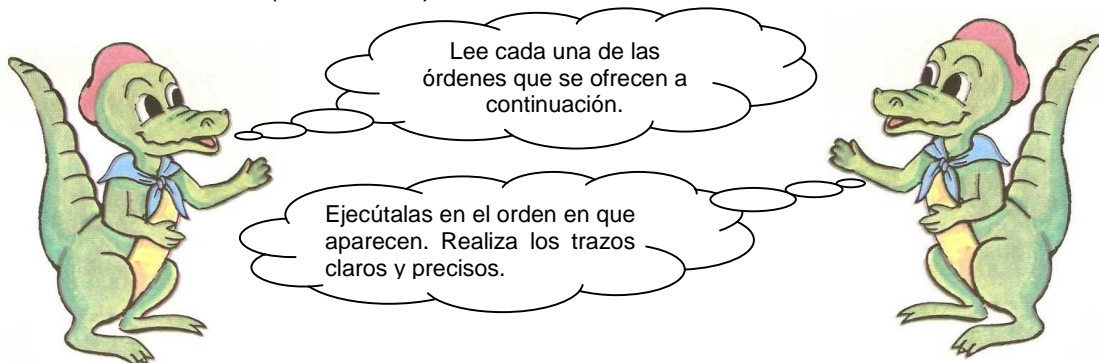 Lee cada una de las
órdenes que se ofrecen a
continuación.
Ejecútalas en el orden en que
aparecen. Realiza los trazos
claros y precisos.